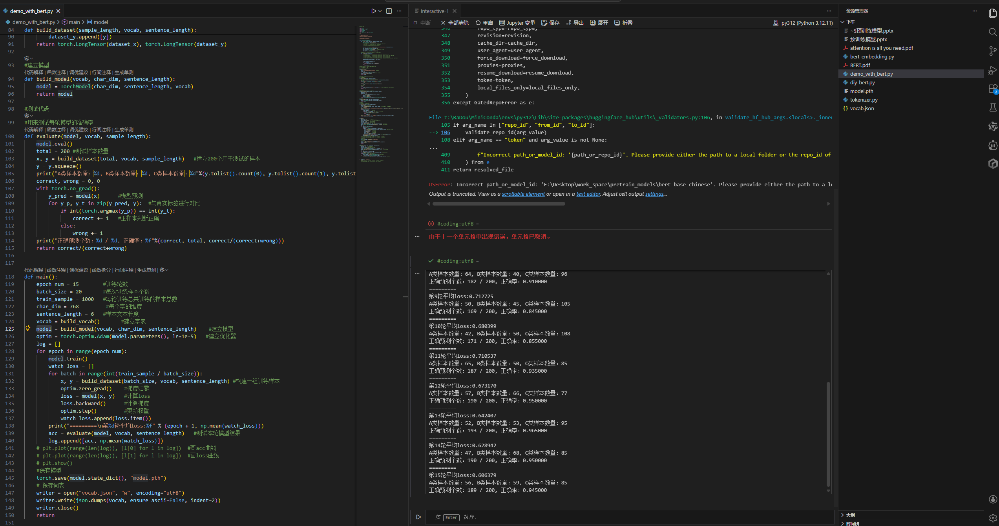 demo_with_bert.py
demo_with_bert.py > main > model
84 def build_dataset(sample_length, vocab, sentence_length):
90 dataset_y.append([y])
91 return torch.LongTensor(dataset_x), torch.LongTensor(dataset_y)
92
93 #建立模型
代码解释 | 函数注释 | 调优建议 | 行间注释 | 生成单测
94 def build_model(vocab, char_dim, sentence_length):
95 model = TorchModel(char_dim, sentence_length, vocab)
96 return model
97
98 #测试代码
99 #用来测试每轮模型的准确率
代码解释 | 函数注释 | 调优建议 | 行间注释 | 生成单测
100 def evaluate(model, vocab, sample_length):
101 model.eval()
102 total = 200 #测试样本数量
103 x, y = build_dataset(total, vocab, sample_length) #建立200个用于测试的样本
104 y = y.squeeze()
105 print("A类样本数量：%d, B类样本数量：%d, C类样本数量：%d"%(y.tolist().count(0), y.tolist().count(1), y.tolist
106 correct, wrong = 0, 0
107 with torch.no_grad():
108 y_pred = model(x) #模型预测
109 for y_p, y_t in zip(y_pred, y): #与真实标签进行对比
110 if int(torch.argmax(y_p)) == int(y_t):
111 correct += 1 #正样本判断正确
112 else:
113 wrong += 1
114 print("正确预测个数：%d / %d, 正确率：%f"%(correct, total, correct/(correct+wrong)))
115 return correct/(correct+wrong)
116
117
代码解释 | 函数注释 | 调优建议 | 函数拆分 | 行间注释 | 生成单测 |
118 def main():
119 epoch_num = 15 #训练轮数
120 batch_size = 20 #每次训练样本个数
121 train_sample = 1000 #每轮训练总共训练的样本总数
122 char_dim = 768 #每个字的维度
123 sentence_length = 6 #样本文本长度
124 vocab = build_vocab() #建立字表
125 model = build_model(vocab, char_dim, sentence_length) #建立模型
126 optim = torch.optim.Adam(model.parameters(), lr=1e-5) #建立优化器
127 log = []
128 for epoch in range(epoch_num):
129 model.train()
130 watch_loss = []
131 for batch in range(int(train_sample / batch_size)):
132 x, y = build_dataset(batch_size, vocab, sentence_length) #构建一组训练样本
133 optim.zero_grad() #梯度归零
134 loss = model(x, y) #计算loss
135 loss.backward() #计算梯度
136 optim.step() #更新权重
137 watch_loss.append(loss.item())
138 print("=========\n第%d轮平均loss:%f" % (epoch + 1, np.mean(watch_loss)))
139 acc = evaluate(model, vocab, sentence_length) #测试本轮模型结果
140 log.append([acc, np.mean(watch_loss)])
141 # plt.plot(range(len(log)), [l[0] for l in log]) #画acc曲线
142 # plt.plot(range(len(log)), [l[1] for l in log]) #画loss曲线
143 # plt.show()
144 #保存模型
145 torch.save(model.state_dict(), "model.pth")
146 # 保存词表
147 writer = open("vocab.json", "w", encoding="utf8")
148 writer.write(json.dumps(vocab, ensure_ascii=False, indent=2))
149 writer.close()
150 return
151
Interactive-1
中断 | 全部清除 重启 Jupyter 变量 保存 导出 展开 折叠 py312 (Python 3.12.11)
346 repo_type=repo_type,
347 revision=revision,
348 cache_dir=cache_dir,
349 user_agent=user_agent,
350 force_download=force_download,
351 proxies=proxies,
352 resume_download=resume_download,
353 token=token,
354 local_files_only=local_files_only,
355 )
356 except GatedRepoError as e:
File z:\BaDou\MiniConda\envs\py312\Lib\site-packages\huggingface_hub\utils\_validators.py:106, in validate_hf_hub_args.<locals>._inner
105 if arg_name in ["repo_id", "from_id", "to_id"]:
--> 106 validate_repo_id(arg_value)
108 elif arg_name == "token" and arg_value is not None:
...
409 f"Incorrect path_or_model_id: '{path_or_repo_id}'. Please provide either the path to a local folder or the repo_id of
410 ) from e
411 return resolved_file
OSError: Incorrect path_or_model_id: 'F:\Desktop\work_space\pretrain_models\bert-base-chinese'. Please provide either the path to a lo
Output is truncated. View as a scrollable element or open in a text editor. Adjust cell output settings...
#coding:utf8 ...
由于上一个单元格中出现错误，单元格已取消。
#coding:utf8 ...
A类样本数量：64, B类样本数量：40, C类样本数量：96
正确预测个数：182 / 200, 正确率：0.910000
=========
第9轮平均loss:0.712725
A类样本数量：50, B类样本数量：45, C类样本数量：105
正确预测个数：169 / 200, 正确率：0.845000
=========
第10轮平均loss:0.680399
A类样本数量：42, B类样本数量：50, C类样本数量：108
正确预测个数：171 / 200, 正确率：0.855000
=========
第11轮平均loss:0.710537
A类样本数量：65, B类样本数量：50, C类样本数量：85
正确预测个数：187 / 200, 正确率：0.935000
=========
第12轮平均loss:0.673170
A类样本数量：57, B类样本数量：66, C类样本数量：77
正确预测个数：190 / 200, 正确率：0.950000
=========
第13轮平均loss:0.642407
A类样本数量：52, B类样本数量：53, C类样本数量：95
正确预测个数：193 / 200, 正确率：0.965000
=========
第14轮平均loss:0.628942
A类样本数量：47, B类样本数量：68, C类样本数量：85
正确预测个数：190 / 200, 正确率：0.950000
=========
第15轮平均loss:0.606379
A类样本数量：56, B类样本数量：59, C类样本数量：85
正确预测个数：189 / 200, 正确率：0.945000
按 Enter 执行。
资源管理器
下午
~$预训练模型.pptx
预训练模型.pptx
attention is all you need.pdf
bert_embedding.py
BERT.pdf
demo_with_bert.py
diy_bert.py
model.pth
tokenizer.py
{} vocab.json
大纲
时间线
2